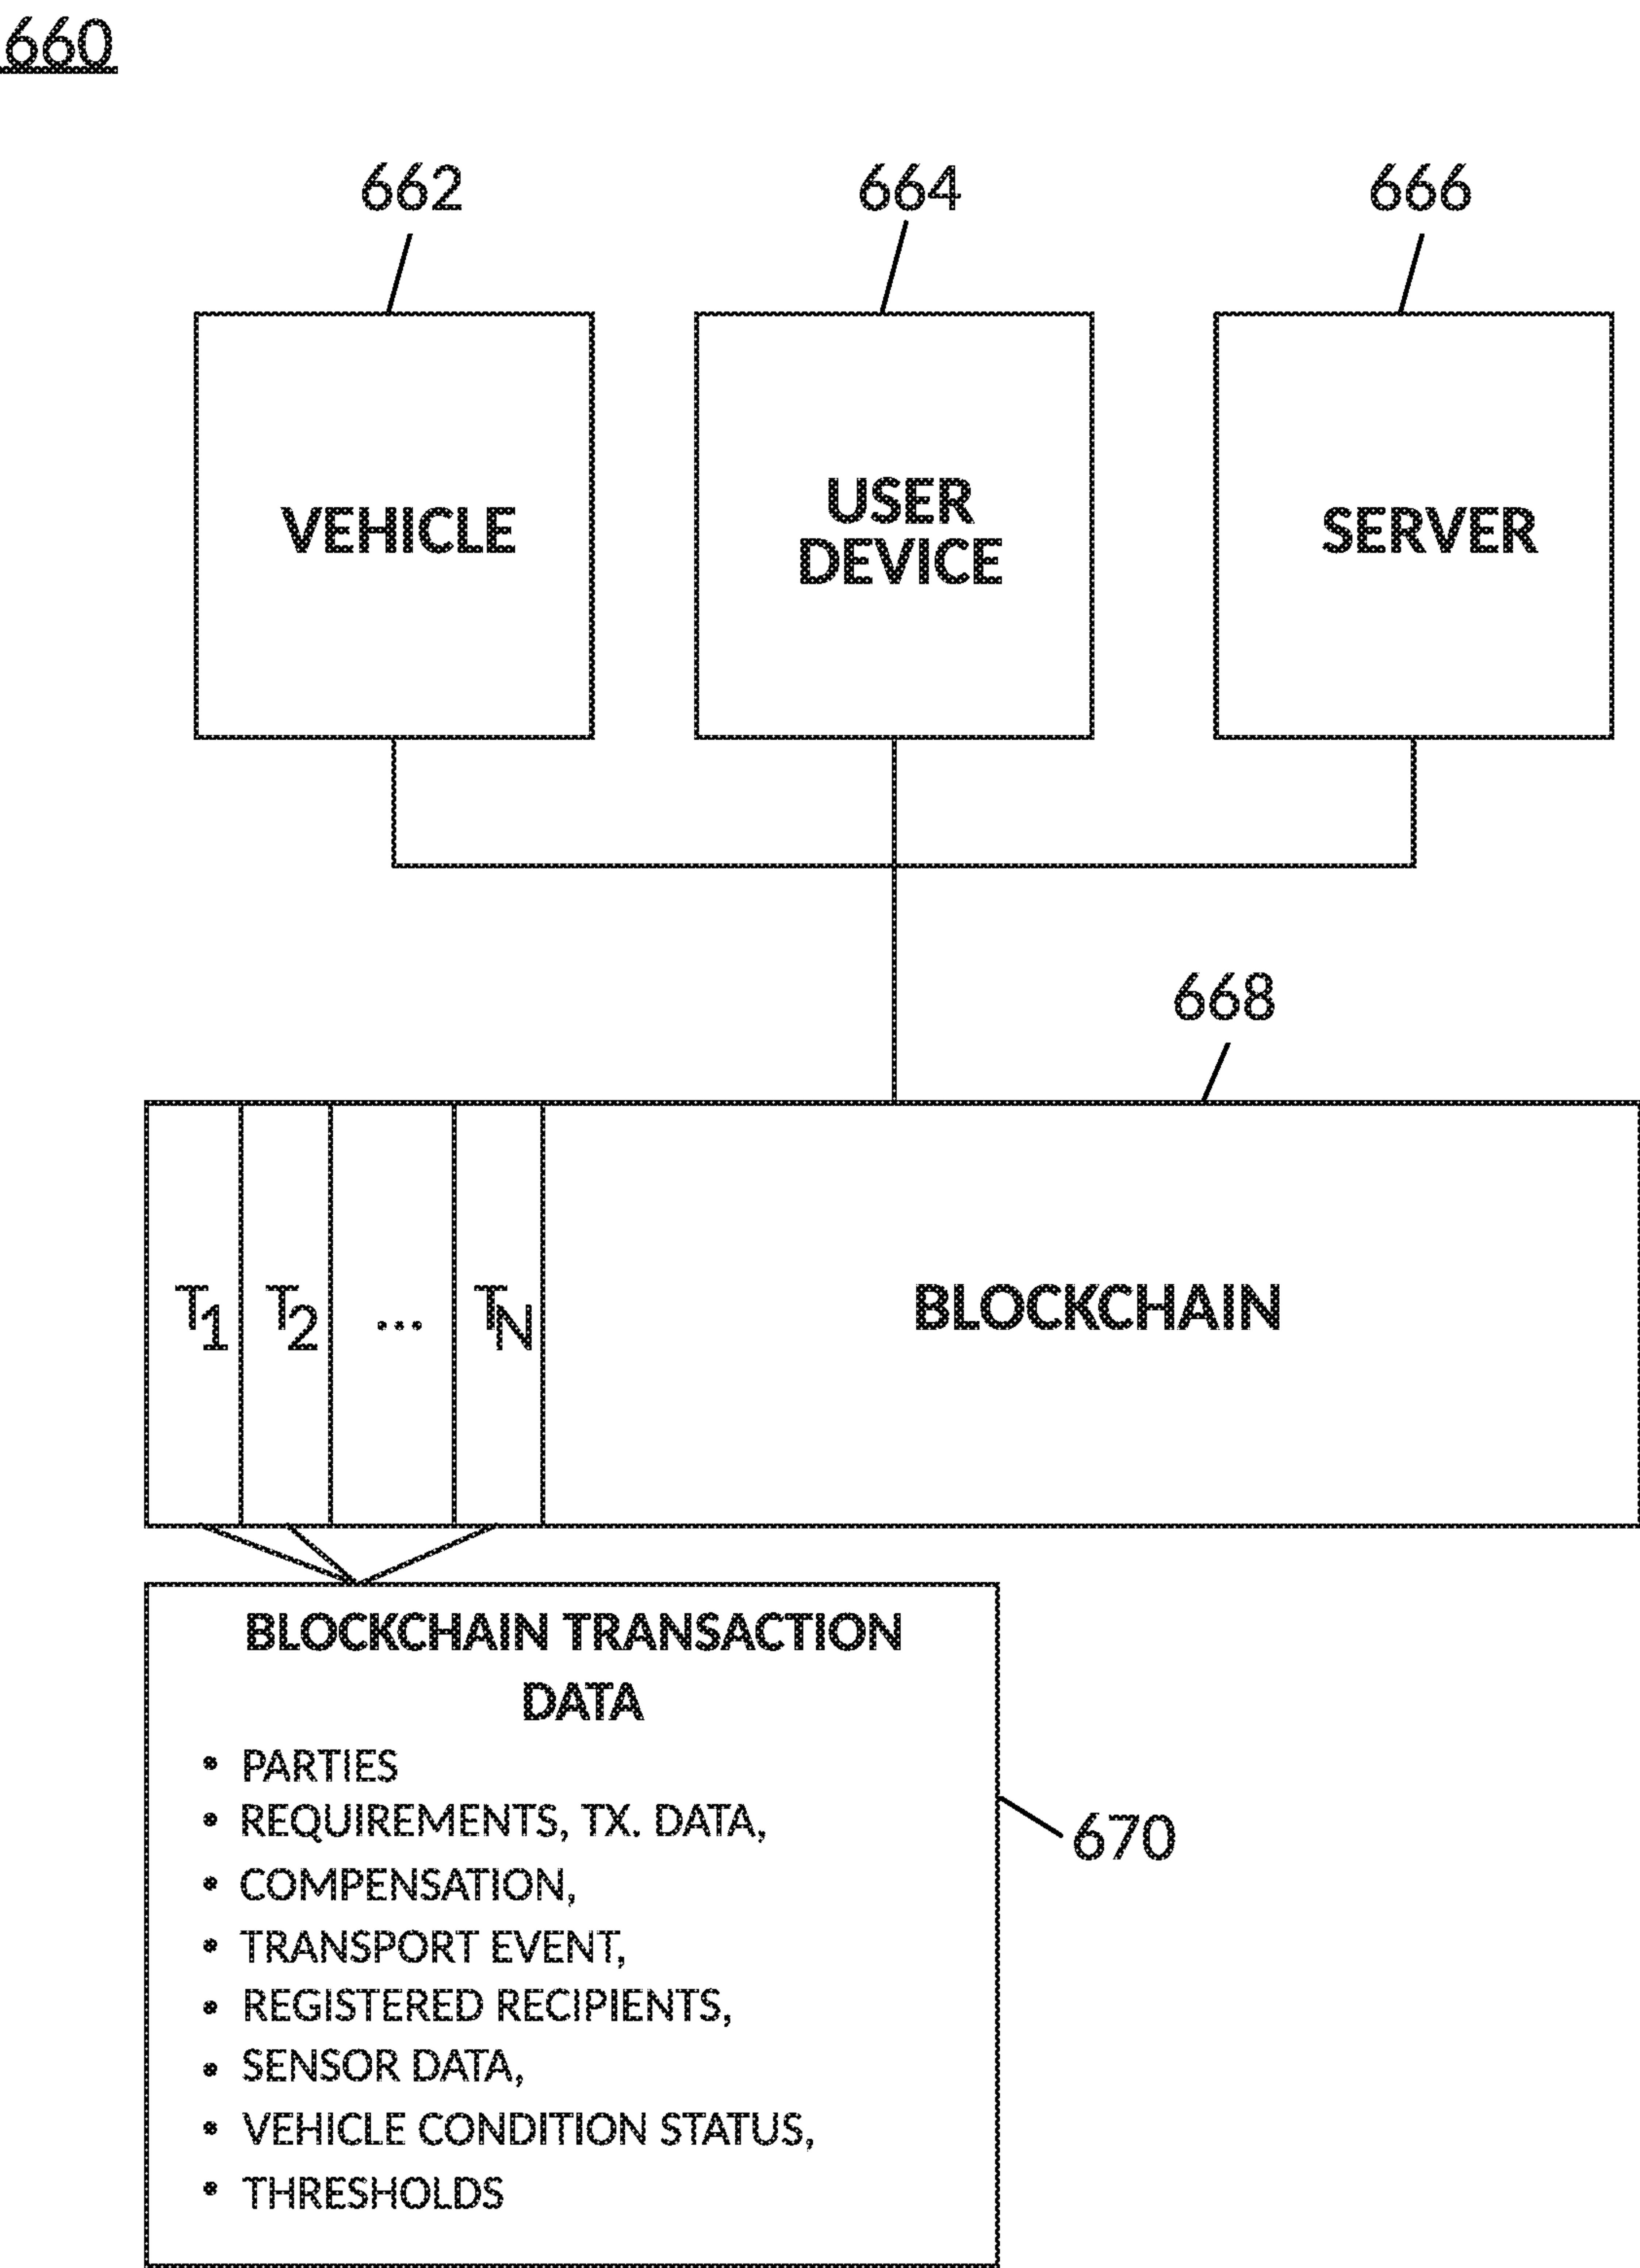 660
662 664 666
VEHICLE
USER
DEVICE
SERVER
668
T1 T2 ... TN
BLOCKCHAIN
BLOCKCHAIN TRANSACTION
DATA
• PARTIES
• REQUIREMENTS, TX. DATA,
• COMPENSATION,
• TRANSPORT EVENT,
• REGISTERED RECIPIENTS,
• SENSOR DATA,
• VEHICLE CONDITION STATUS,
• THRESHOLDS
670